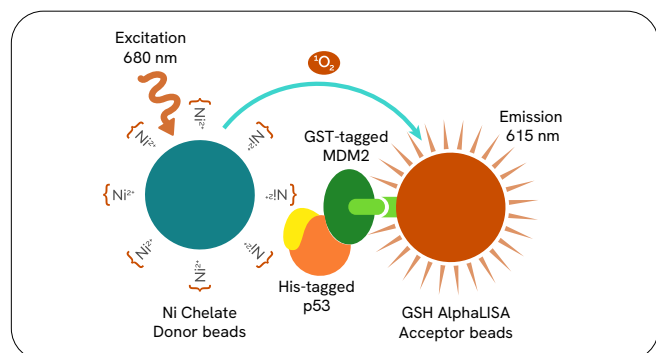 Excitation
680 nm
¹O₂
Emission
615 nm
GST-tagged
MDM2
Ni²⁺
Ni²⁺
Ni²⁺
Ni²⁺
Ni²⁺
Ni²⁺
Ni²⁺
Ni²⁺
His-tagged
p53
Ni Chelate
Donor beads
GSH AlphaLISA
Acceptor beads